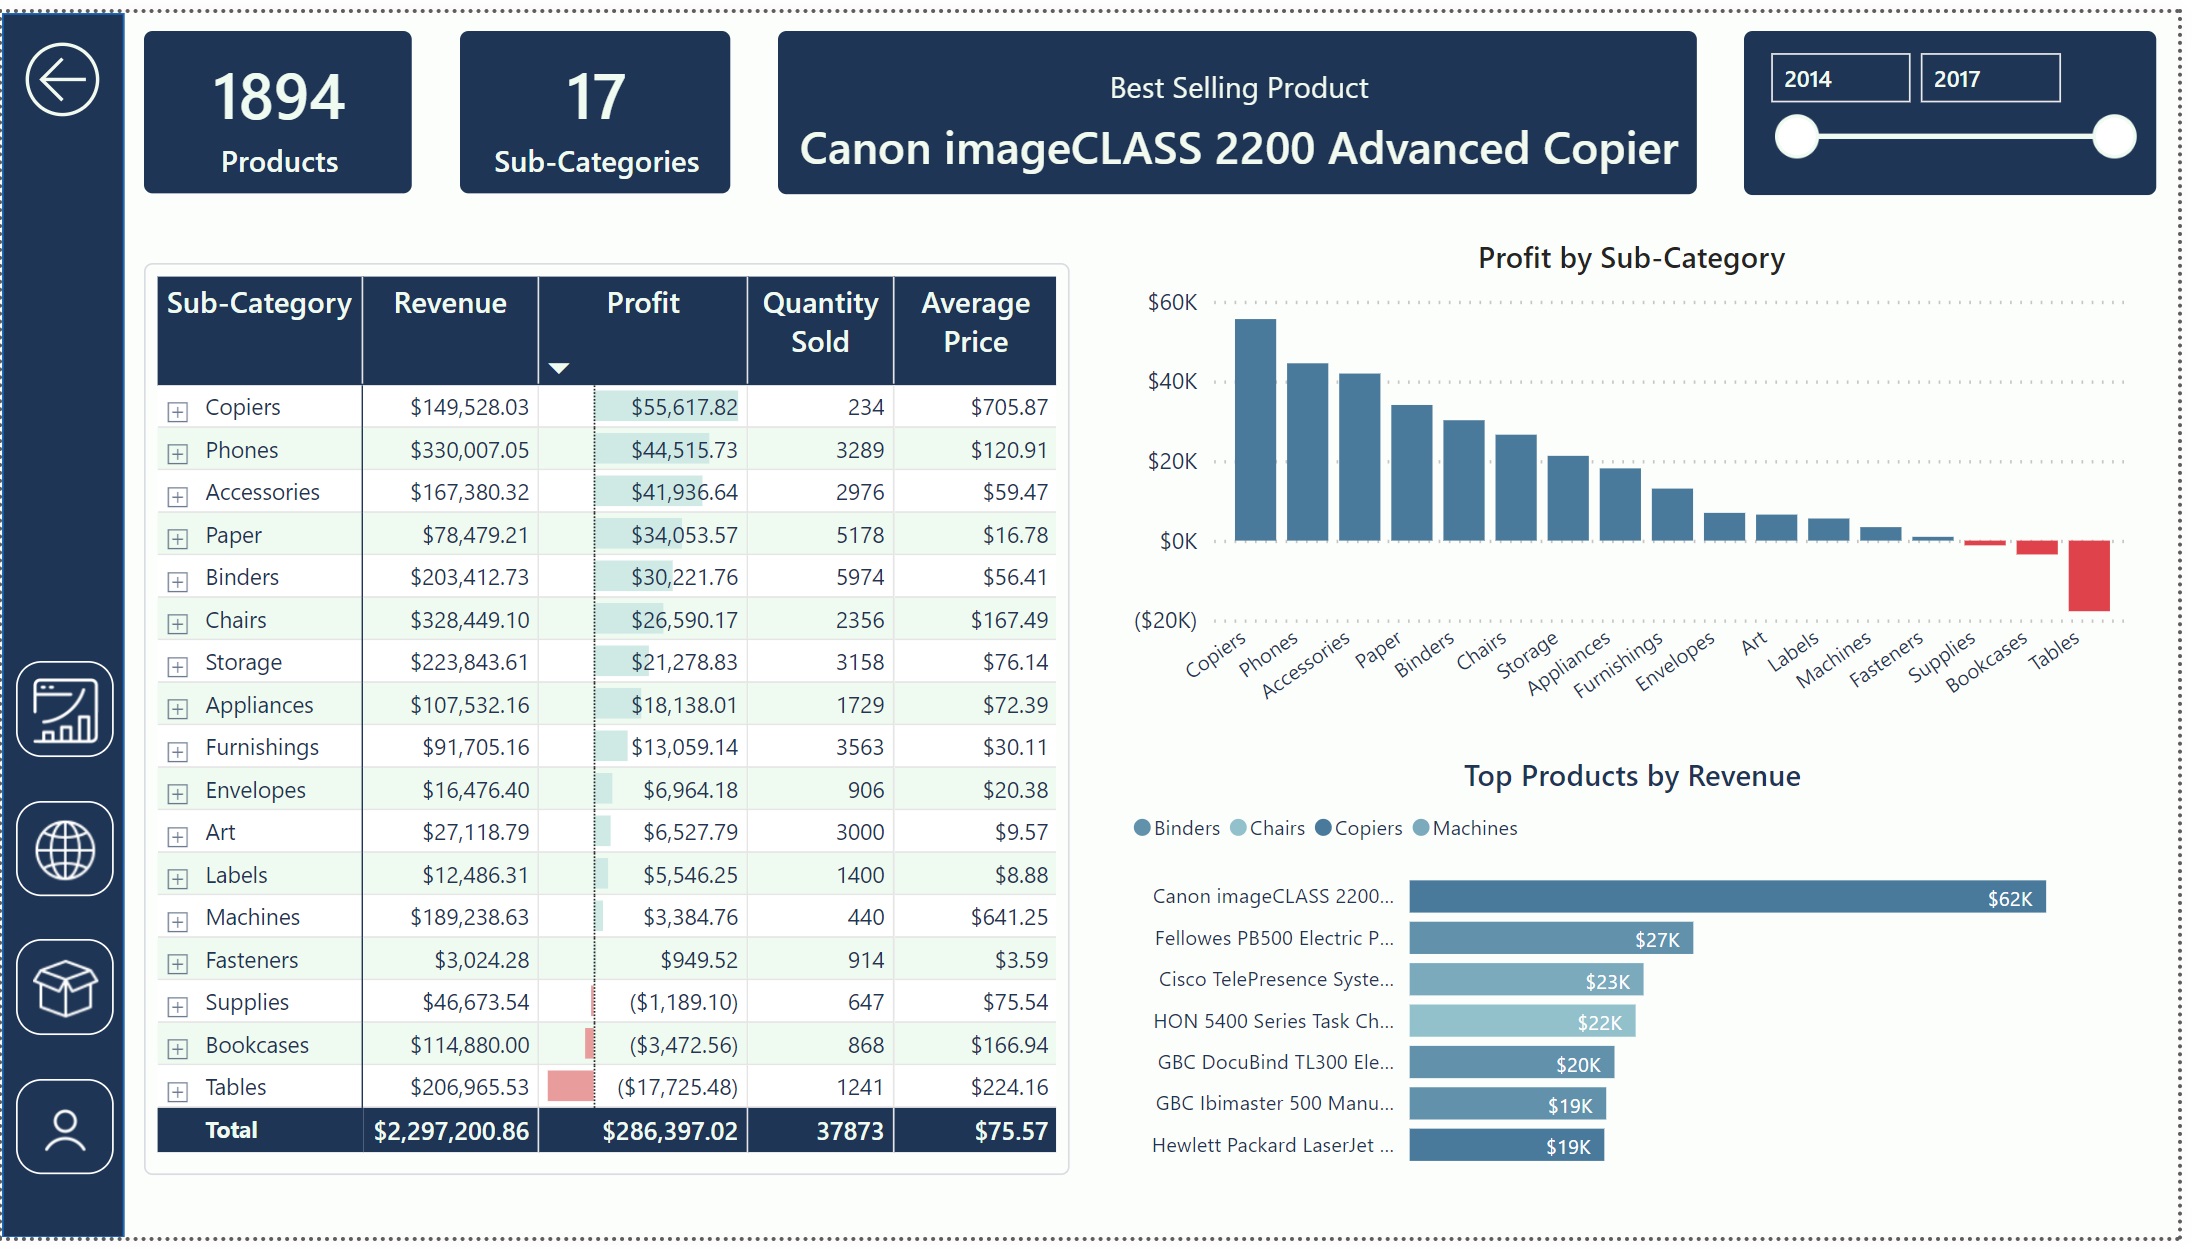 1894
Products
17
Sub-Categories
Best Selling Product
Canon imageCLASS 2200 Advanced Copier
2014 2017
Sub-Category Revenue Profit Quantity Sold Average Price
Copiers $149,528.03 $55,617.82 234 $705.87
Phones $330,007.05 $44,515.73 3289 $120.91
Accessories $167,380.32 $41,936.64 2976 $59.47
Paper $78,479.21 $34,053.57 5178 $16.78
Binders $203,412.73 $30,221.76 5974 $56.41
Chairs $328,449.10 $26,590.17 2356 $167.49
Storage $223,843.61 $21,278.83 3158 $76.14
Appliances $107,532.16 $18,138.01 1729 $72.39
Furnishings $91,705.16 $13,059.14 3563 $30.11
Envelopes $16,476.40 $6,964.18 906 $20.38
Art $27,118.79 $6,527.79 3000 $9.57
Labels $12,486.31 $5,546.25 1400 $8.88
Machines $189,238.63 $3,384.76 440 $641.25
Fasteners $3,024.28 $949.52 914 $3.59
Supplies $46,673.54 ($1,189.10) 647 $75.54
Bookcases $114,880.00 ($3,472.56) 868 $166.94
Tables $206,965.53 ($17,725.48) 1241 $224.16
Total $2,297,200.86 $286,397.02 37873 $75.57
Profit by Sub-Category
$60K
$40K
$20K
$0K
($20K)
Copiers Phones Accessories Paper Binders Chairs Storage Appliances Furnishings Envelopes Art Labels Machines Fasteners Supplies Bookcases Tables
Top Products by Revenue
Binders Chairs Copiers Machines
Canon imageCLASS 2200... $62K
Fellowes PB500 Electric P... $27K
Cisco TelePresence Syste... $23K
HON 5400 Series Task Ch... $22K
GBC DocuBind TL300 Ele... $20K
GBC Ibimaster 500 Manu... $19K
Hewlett Packard LaserJet ... $19K